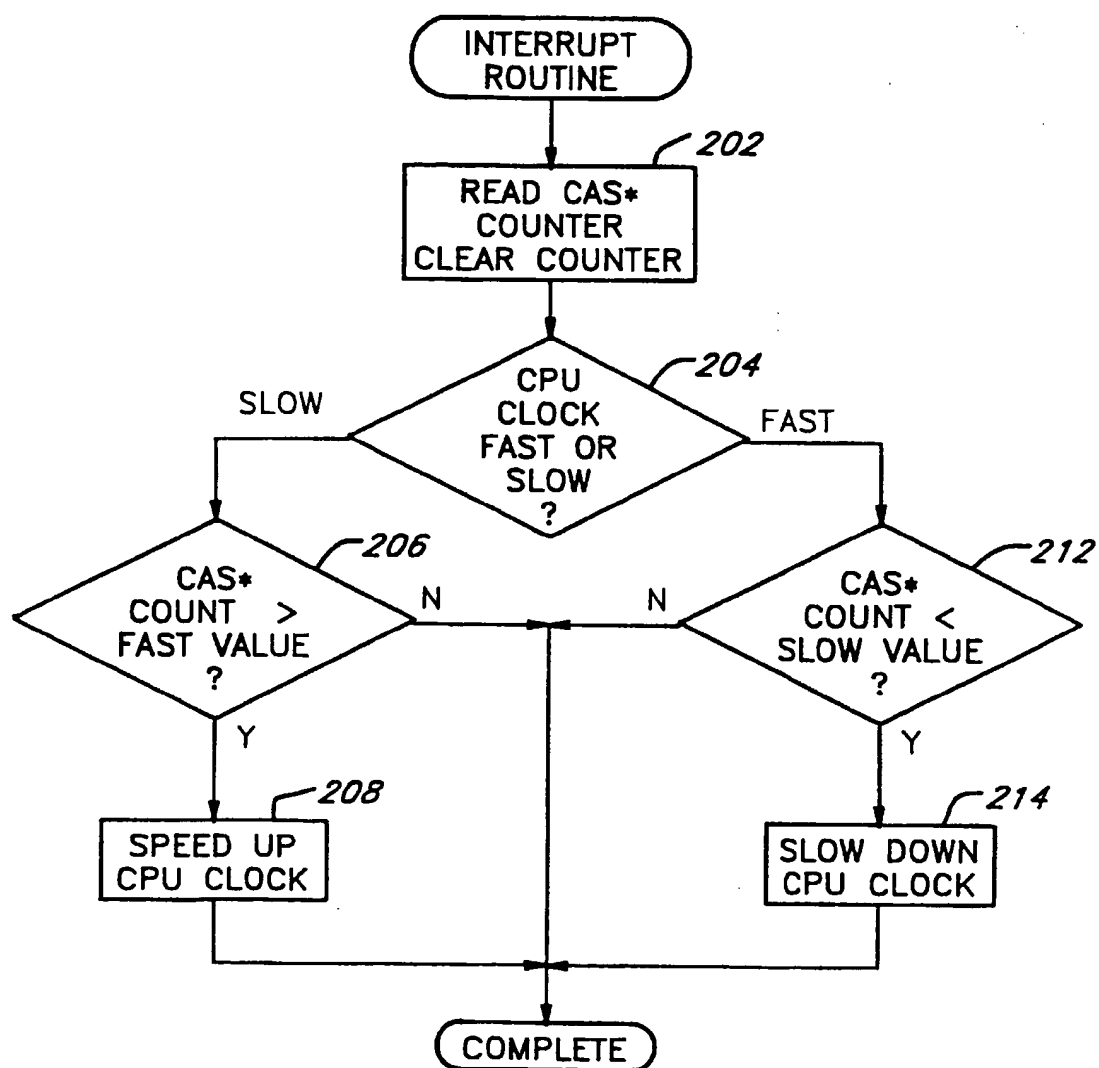 INTERRUPT
ROUTINE
202
READ CAS*
COUNTER
CLEAR COUNTER
204
CPU
CLOCK
FAST OR
SLOW
?
SLOW
FAST
206
CAS*
COUNT >
FAST VALUE
?
N
Y
212
CAS*
COUNT <
SLOW VALUE
?
N
Y
208
SPEED UP
CPU CLOCK
214
SLOW DOWN
CPU CLOCK
COMPLETE